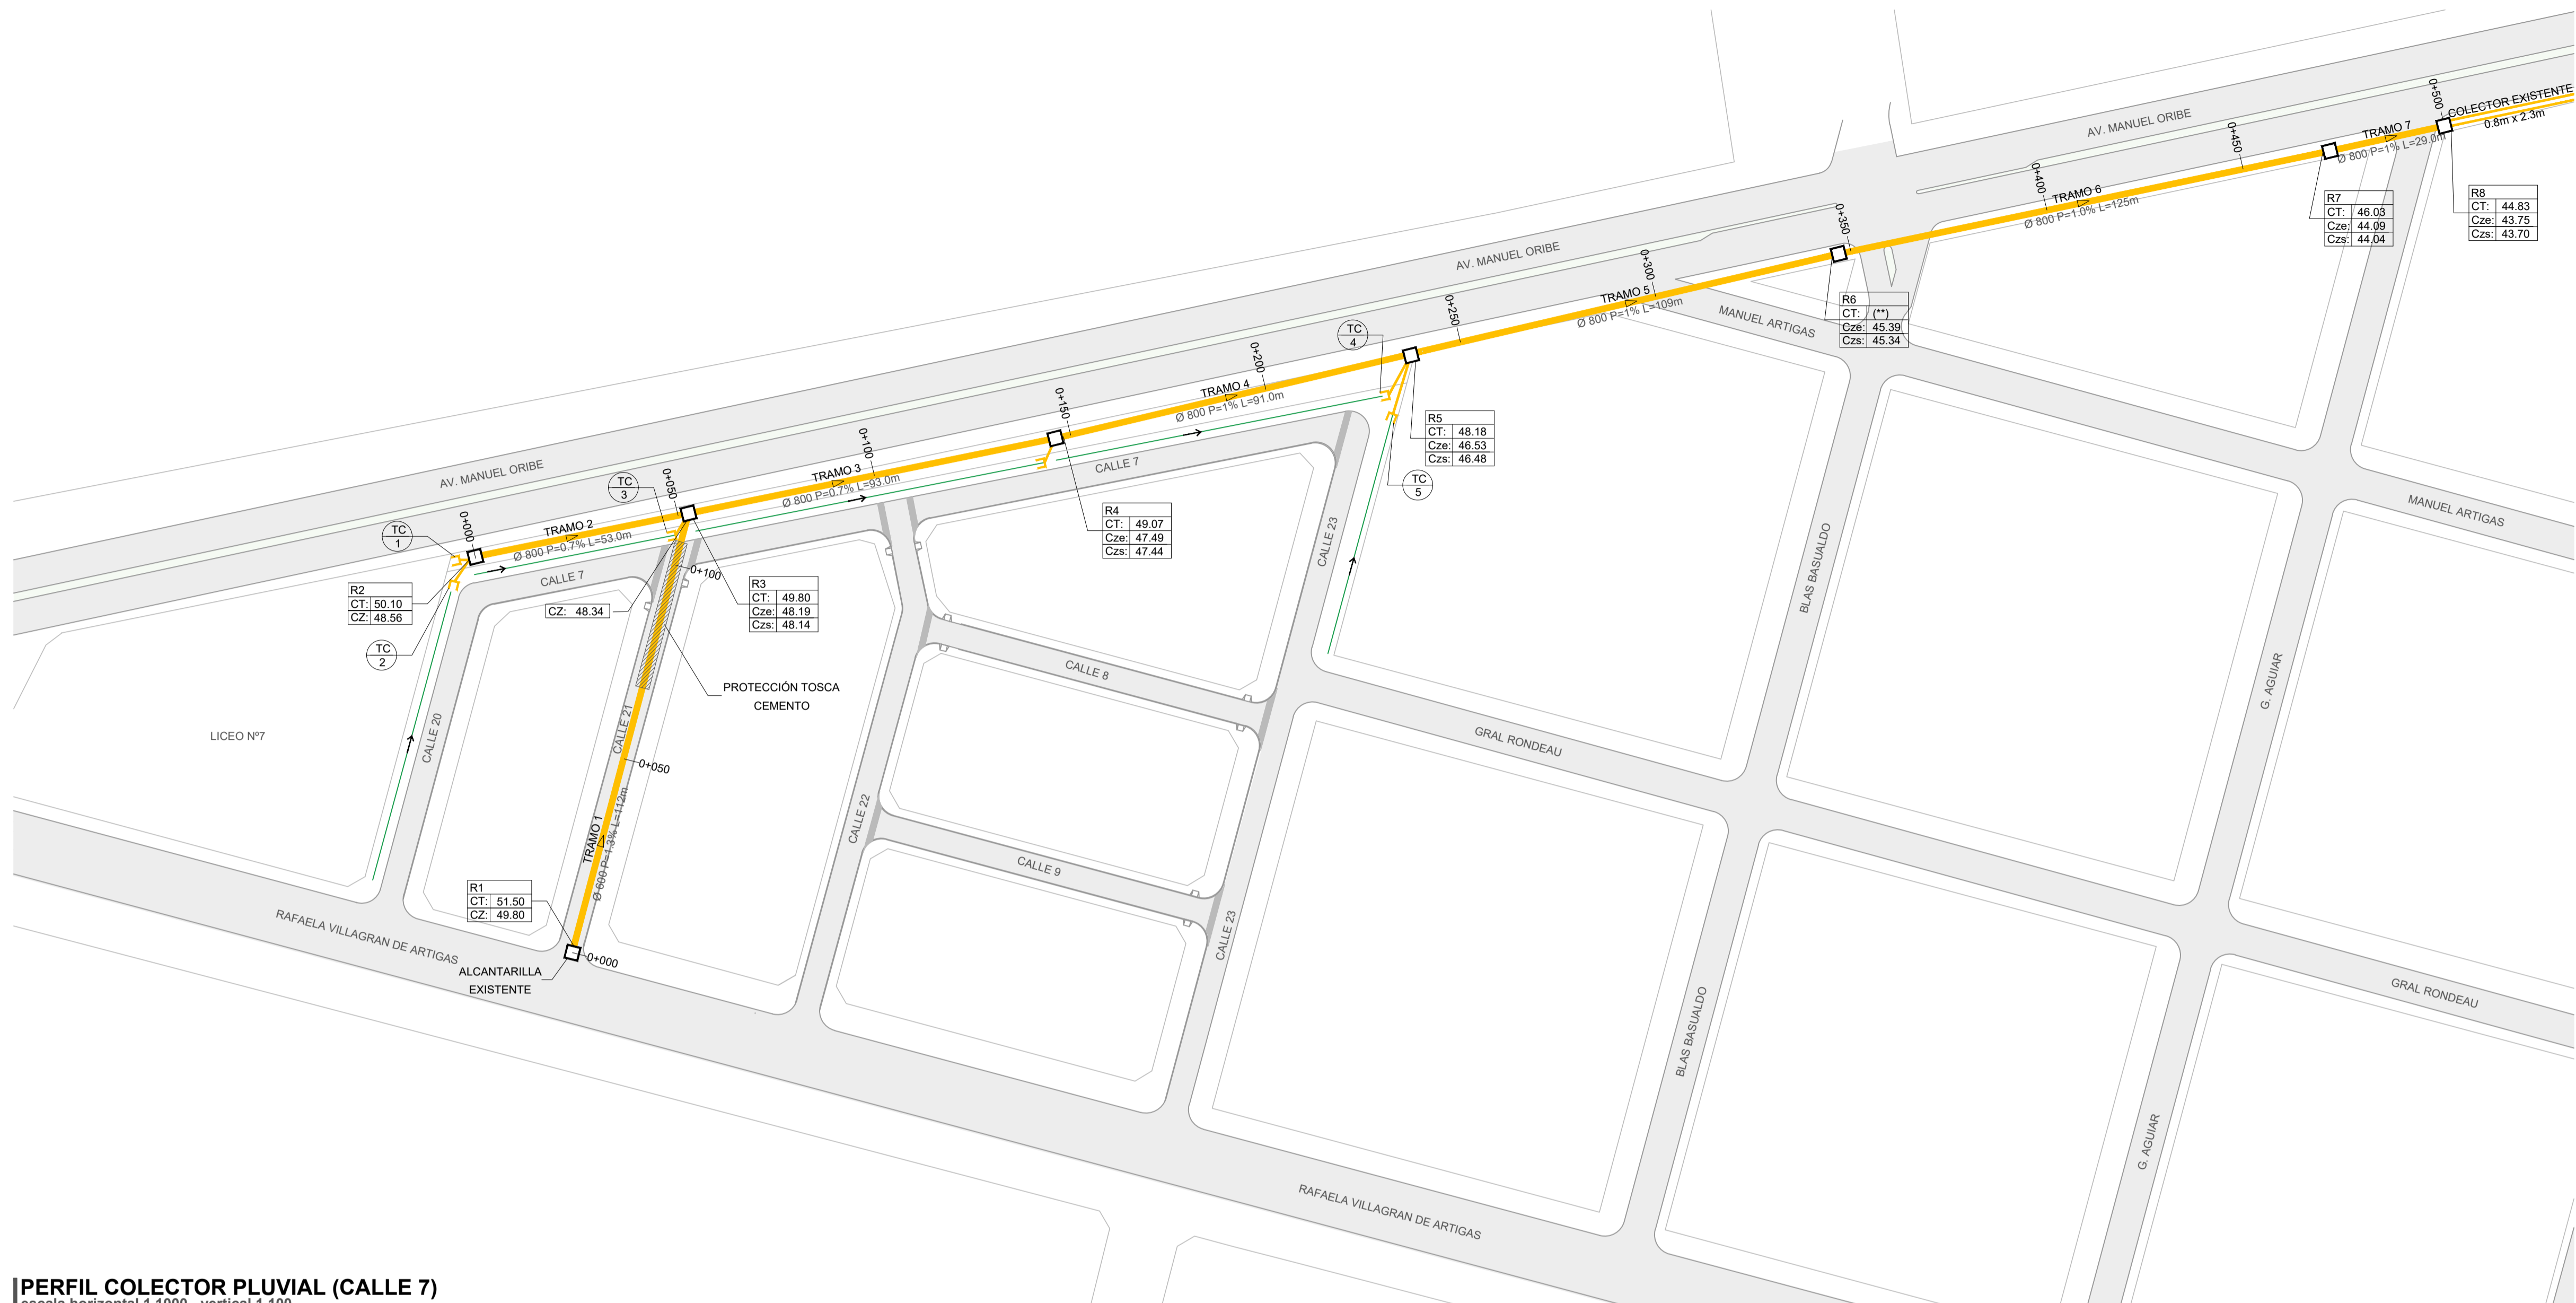 AV. MANUEL ORIBE
0+500
COLECTOR EXISTENTE
0.8m x 2.3m
TRAMO 7
Ø 800 P=1% L=29.0m
0+450
R8
CT: 44.83
Cze: 43.75
Czs: 43.70
R7
CT: 46.03
Cze: 44.09
Czs: 44.04
0+400
TRAMO 6
Ø 800 P=1.0% L=125m
0+350
AV. MANUEL ORIBE
0+300
TRAMO 5
Ø 800 P=1% L=109m
MANUEL ARTIGAS
R6
CT: (**)
Cze: 45.39
Czs: 45.34
0+250
TC
4
0+200
TRAMO 4
Ø 800 P=1% L=91.0m
0+150
R5
CT: 48.18
Cze: 46.53
Czs: 46.48
TC
5
AV. MANUEL ORIBE
0+100
TRAMO 3
Ø 800 P=0.7% L=93.0m
CALLE 7
0+050
TC
3
R4
CT: 49.07
Cze: 47.49
Czs: 47.44
0+000
TRAMO 2
Ø 800 P=0.7% L=53.0m
TC
1
CALLE 7
R2
CT: 50.10
CZ: 48.56
TC
2
CZ: 48.34
0+100
R3
CT: 49.80
Cze: 48.19
Czs: 48.14
PROTECCIÓN TOSCA
CEMENTO
CALLE 23
BLAS BASUALDO
MANUEL ARTIGAS
G. AGUIAR
CALLE 8
GRAL RONDEAU
LICEO Nº7
CALLE 20
CALLE 21
0+050
TRAMO 1
Ø 600 P=1.3% L=112m
CALLE 22
CALLE 9
R1
CT: 51.50
CZ: 49.80
RAFAELA VILLAGRAN DE ARTIGAS
ALCANTARILLA
EXISTENTE
0+000
CALLE 23
BLAS BASUALDO
GRAL RONDEAU
G. AGUIAR
RAFAELA VILLAGRAN DE ARTIGAS
PERFIL COLECTOR PLUVIAL (CALLE 7)
escala horizontal 1.1000 - vertical 1.100